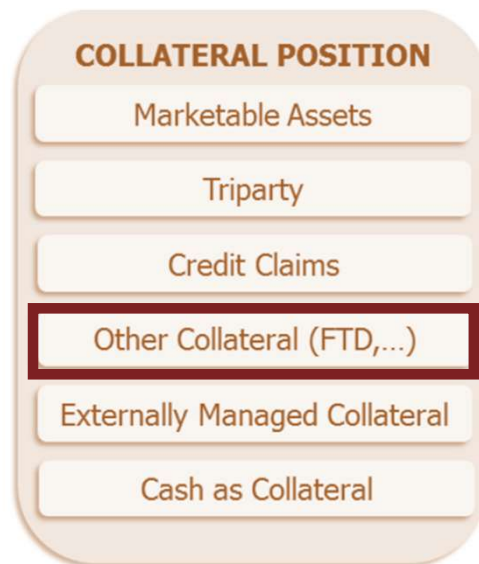 COLLATERAL POSITION
Marketable Assets
Triparty
Credit Claims
Other Collateral (FTD,...)
Externally Managed Collateral
Cash as Collateral